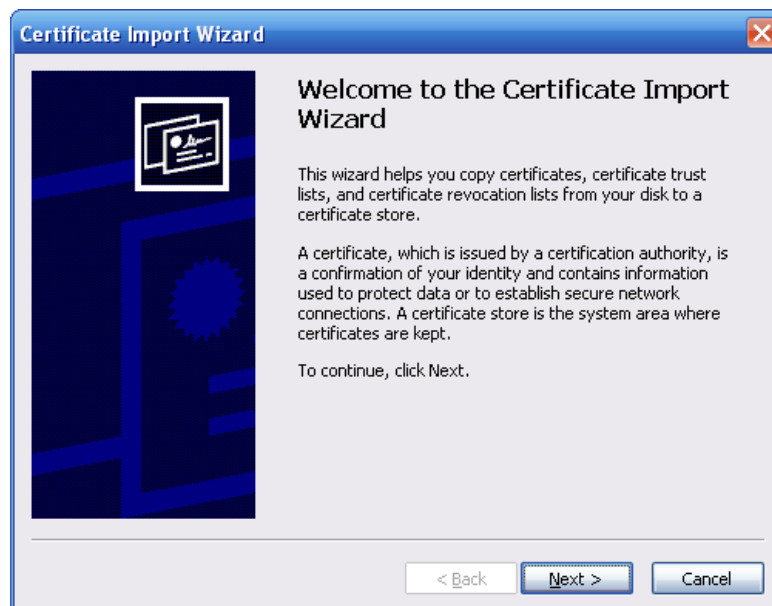 Certificate Import Wizard
Welcome to the Certificate Import
Wizard
This wizard helps you copy certificates, certificate trust
lists, and certificate revocation lists from your disk to a
certificate store.
A certificate, which is issued by a certification authority, is
a confirmation of your identity and contains information
used to protect data or to establish secure network
connections. A certificate store is the system area where
certificates are kept.
To continue, click Next.
< Back Next > Cancel